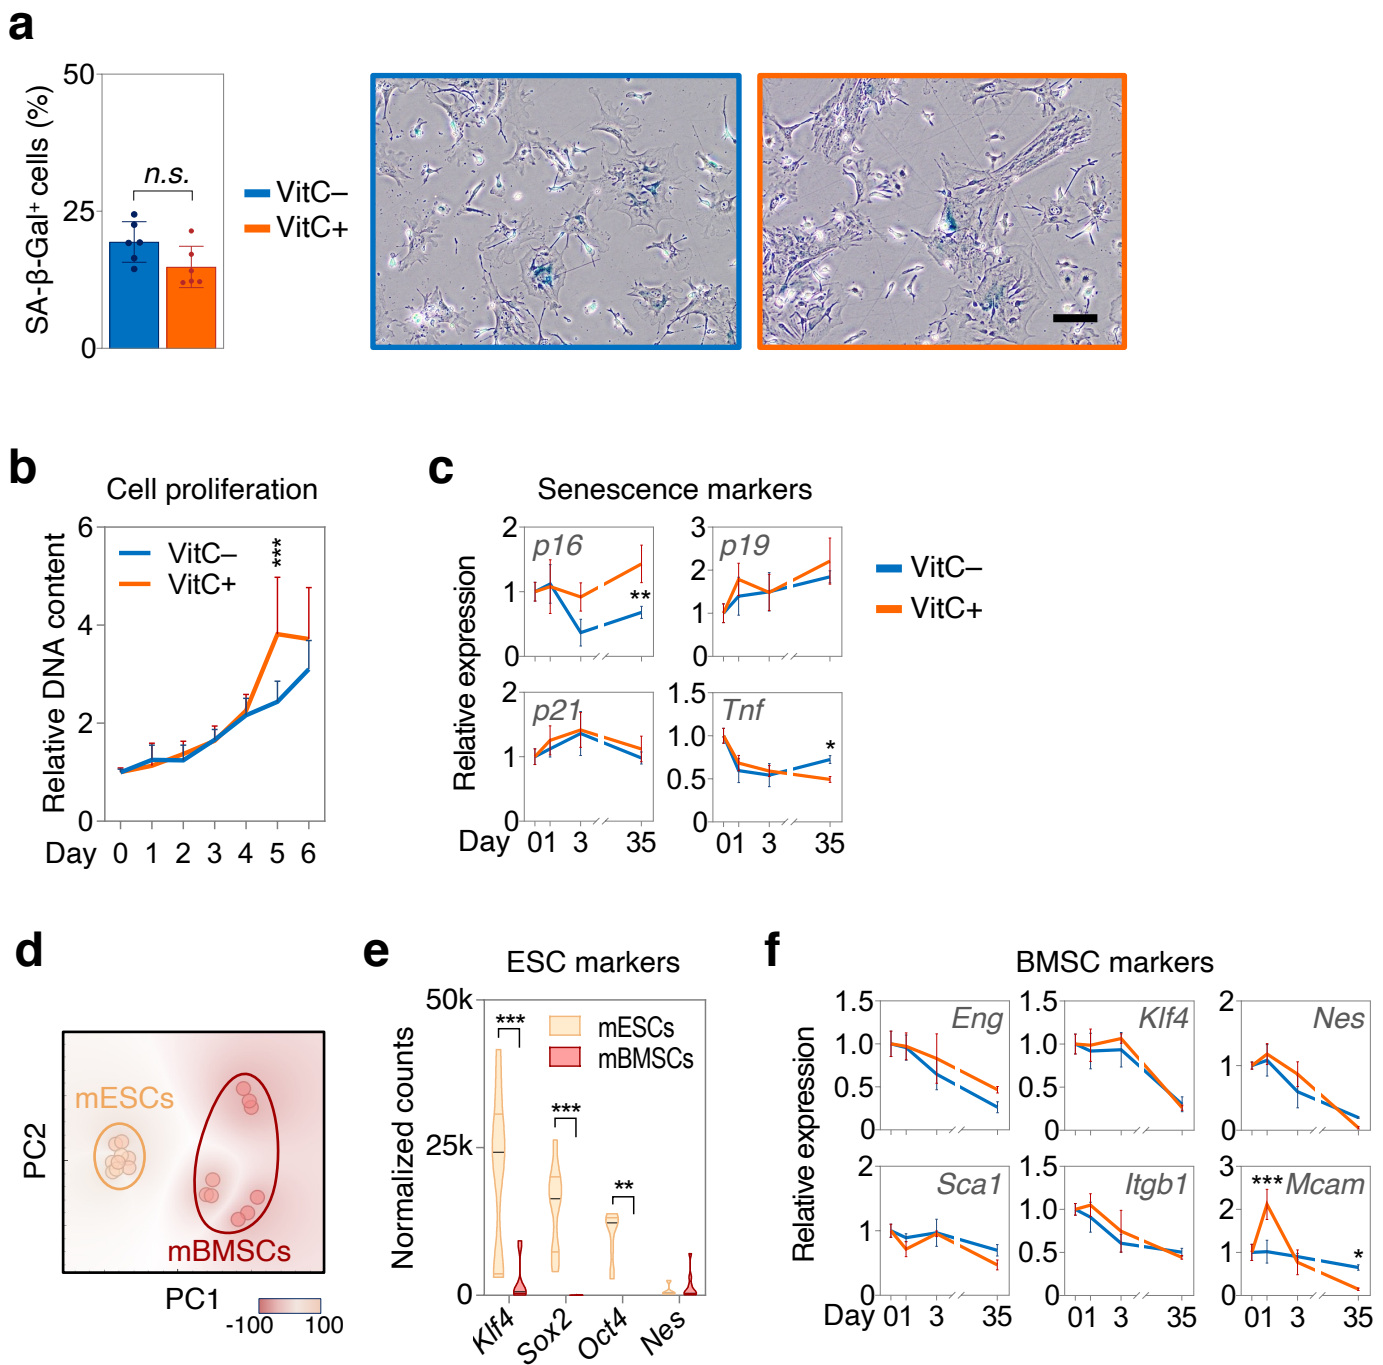 a
SA-β-Gal⁺ cells (%)
50
25
0
n.s.
VitC–
VitC+
b
Cell proliferation
Relative DNA content
6
4
2
0
VitC–
VitC+
***
Day 0 1 2 3 4 5 6
c
Senescence markers
Relative expression
2
1
0
p16
**
3
2
1
0
p19
VitC–
VitC+
2
1
0
p21
1.5
1.0
0.5
0
Tnf
*
Day 01 3 35 01 3 35
d
PC2
mESCs
mBMSCs
PC1
-100 100
e
ESC markers
Normalized counts
50k
25k
0
***
***
**
mESCs
mBMSCs
Klf4 Sox2 Oct4 Nes
f
BMSC markers
Relative expression
1.5
1.0
0.5
0
Eng
1.5
1.0
0.5
0
Klf4
2
1
0
Nes
2
1
0
Sca1
1.5
1.0
0.5
0
Itgb1
3
2
1
0
***
Mcam
*
Day 01 3 35 01 3 35 01 3 35